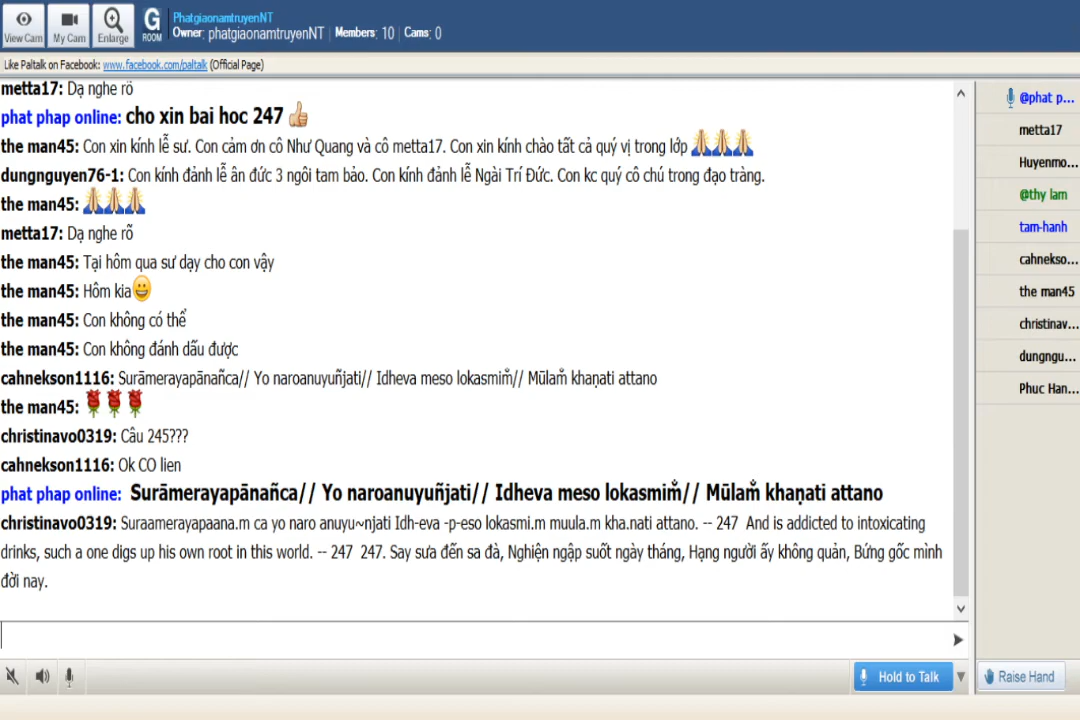 View Cam
My Cam
Enlarge
G
ROOM
PhatgiaonamtruyenNT
Owner: phatgiaonamtruyenNT | Members: 10 | Cams: 0
Like Paltalk on Facebook: www.facebook.com/paltalk (Official Page)
metta17: Dạ nghe rõ
phat phap online: cho xin bai hoc 247
the man45: Con xin kính lễ sư. Con cảm ơn cô Như Quang và cô metta17. Con xin kính chào tất cả quý vị trong lớp
dungnguyen76-1: Con kính đảnh lễ ân đức 3 ngôi tam bảo. Con kính đảnh lễ Ngài Trí Đức. Con kc quý cô chú trong đạo tràng.
the man45:
metta17: Dạ nghe rõ
the man45: Tại hôm qua sư dạy cho con vậy
the man45: Hôm kia
the man45: Con không có thể
the man45: Con không đánh dấu được
cahnekson1116: Surāmerayapānañca// Yo naroanuyuñjati// Idheva meso lokasmiṁ// Mūlaṁ khaṇati attano
the man45:
christinavo0319: Câu 245???
cahnekson1116: Ok CO lien
phat phap online: Surāmerayapānañca// Yo naroanuyuñjati// Idheva meso lokasmiṁ// Mūlaṁ khaṇati attano
christinavo0319: Suraamerayapaana.m ca yo naro anuyu~njati Idh-eva -p-eso lokasmi.m muula.m kha.nati attano. -- 247 And is addicted to intoxicating
drinks, such a one digs up his own root in this world. -- 247 247. Say sưa đến sa đà, Nghiện ngập suốt ngày tháng, Hạng người ấy không quản, Bứng gốc mình
đời nay.
@phat p...
metta17
Huyenmo...
@thy lam
tam-hanh
cahnekso...
the man45
christinav...
dungngu...
Phuc Han...
Hold to Talk
Raise Hand